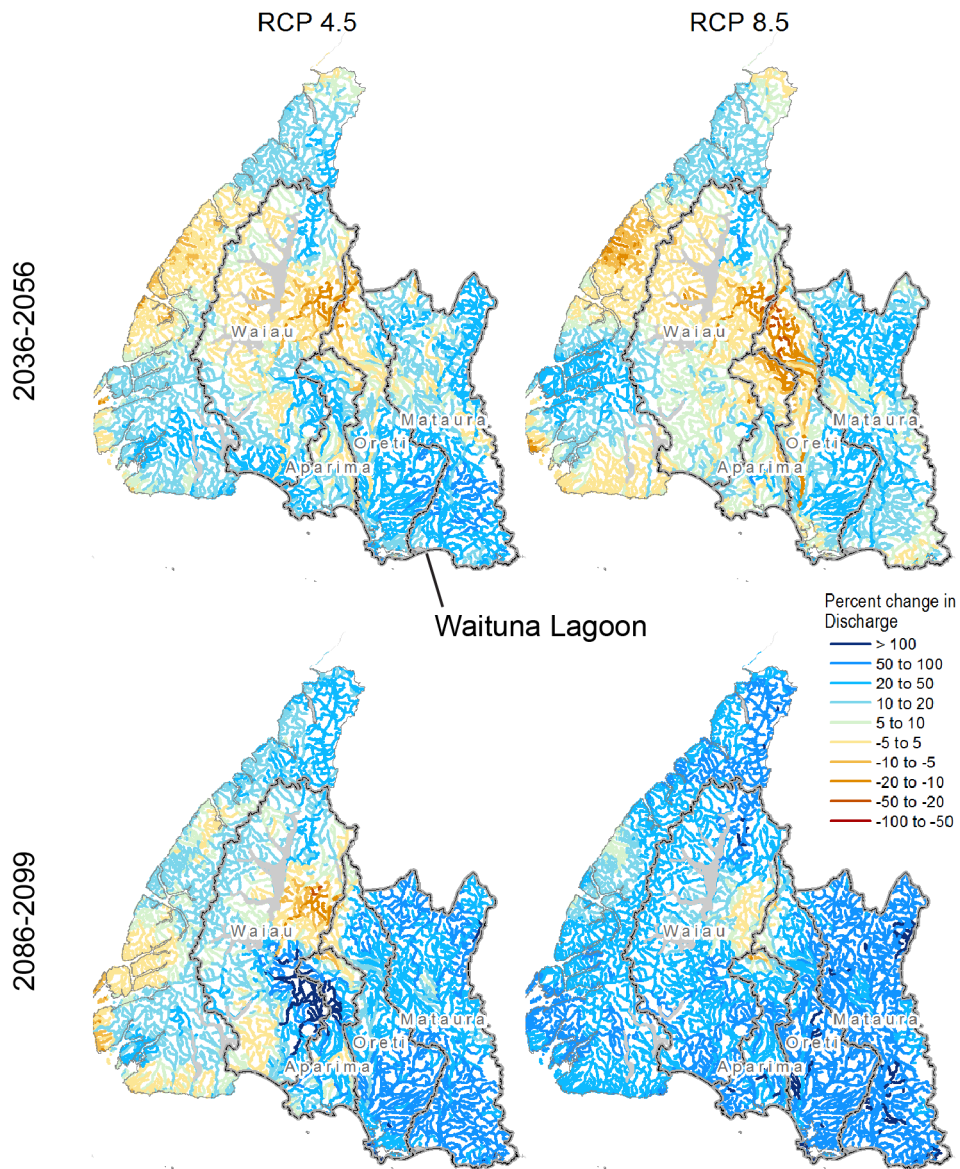 RCP 4.5
RCP 8.5
2036-2056
Waiau
Mataura
Oreti
Aparima
Waiau
Mataura
Oreti
Aparima
Waituna Lagoon
Percent change in
Discharge
> 100
50 to 100
20 to 50
10 to 20
5 to 10
-5 to 5
-10 to -5
-20 to -10
-50 to -20
-100 to -50
2086-2099
Waiau
Mataura
Oreti
Aparima
Waiau
Mataura
Oreti
Aparima